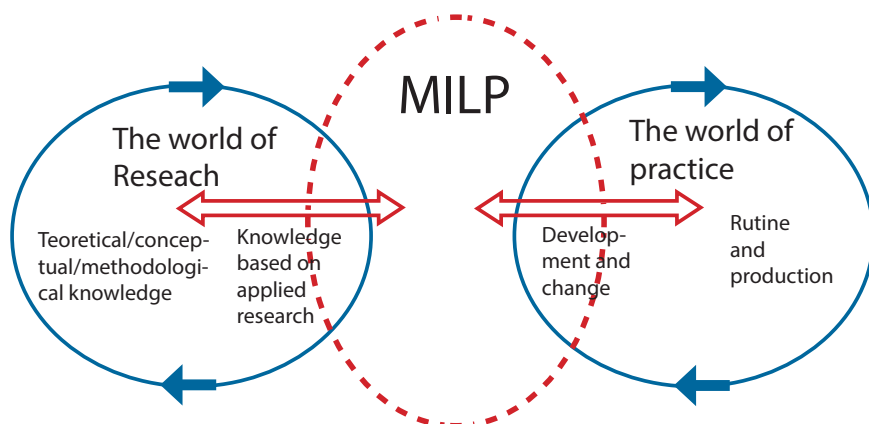 MILP
The world of
Reseach
The world of
practice
Teoretical/concep-
tual/methodologi-
cal knowledge
Knowledge
based on
applied
research
Develop-
ment and
change
Rutine
and
production